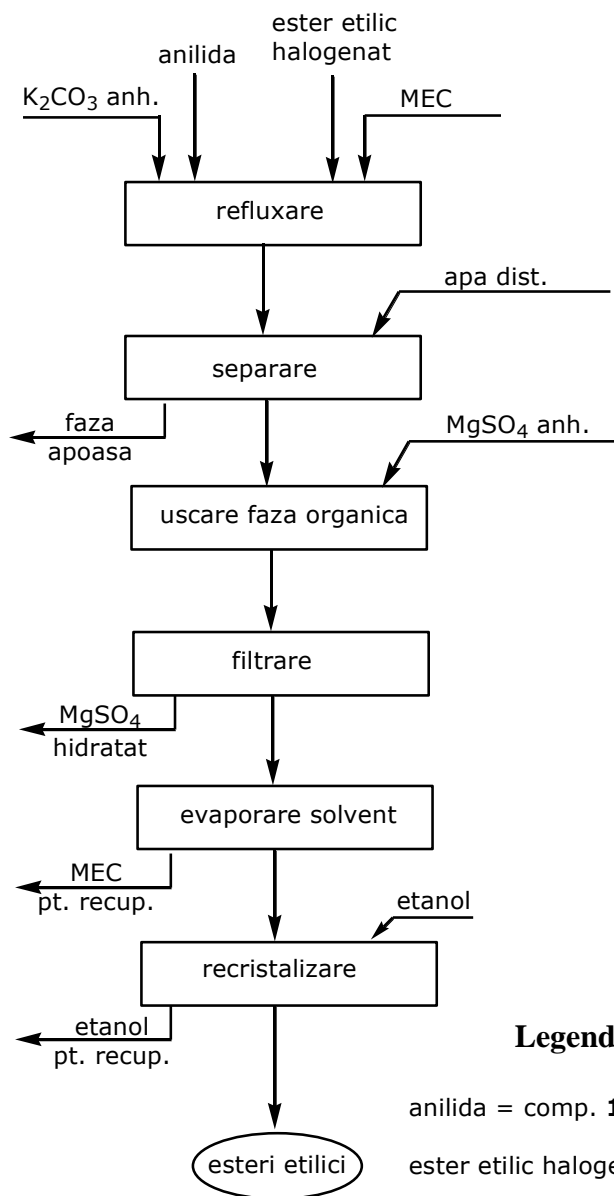 ester etilic
halogenat
anilida
K2CO3 anh.
MEC
refluxare
apa dist.
separare
faza
apoasa
MgSO4 anh.
uscare faza organica
filtrare
MgSO4
hidratat
evaporare solvent
MEC
pt. recup.
etanol
recristalizare
etanol
pt. recup.
Legend
anilida = comp. 1
esteri etilici
ester etilic haloge